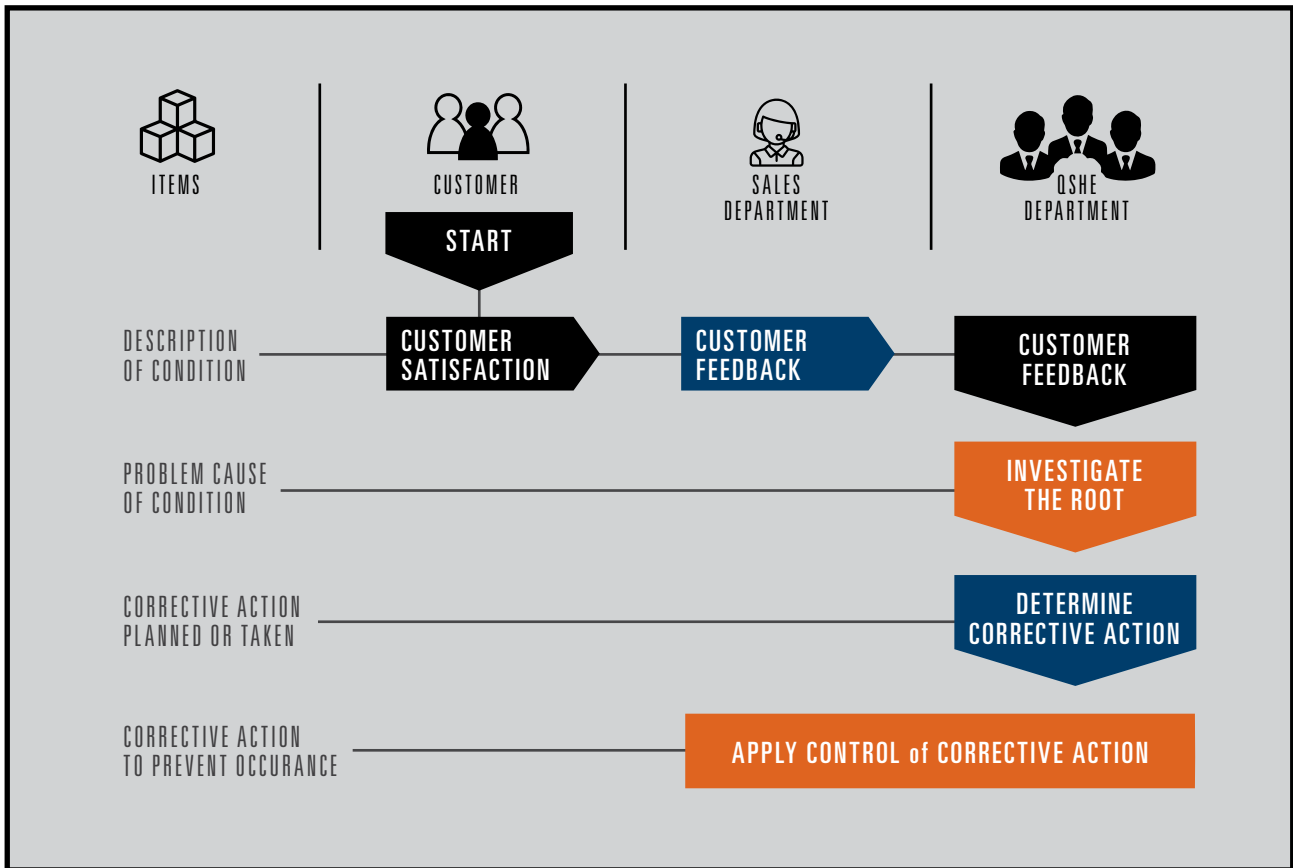 ITEMS
CUSTOMER
SALES
DEPARTMENT
QSHE
DEPARTMENT
START
DESCRIPTION
OF CONDITION
CUSTOMER
SATISFACTION
CUSTOMER
FEEDBACK
CUSTOMER
FEEDBACK
PROBLEM CAUSE
OF CONDITION
INVESTIGATE
THE ROOT
CORRECTIVE ACTION
PLANNED OR TAKEN
DETERMINE
CORRECTIVE ACTION
CORRECTIVE ACTION
TO PREVENT OCCURANCE
APPLY CONTROL of CORRECTIVE ACTION